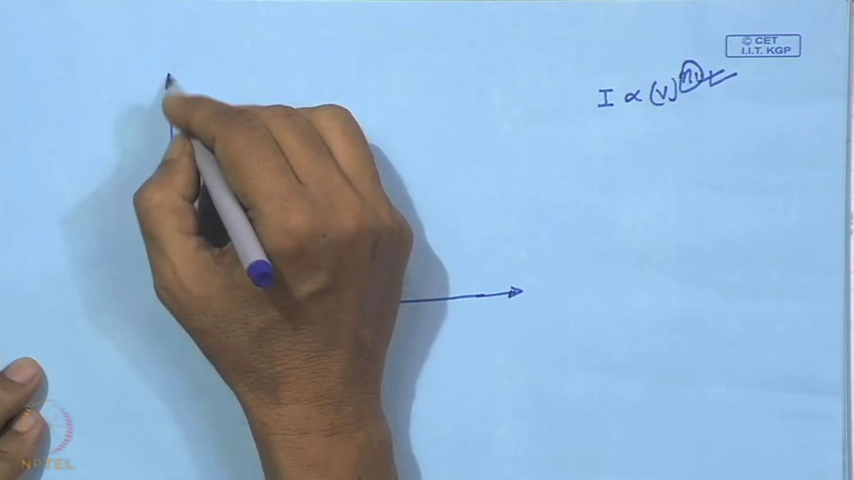 © CET
I.I.T. KGP
I ∝ (V)
NPTEL